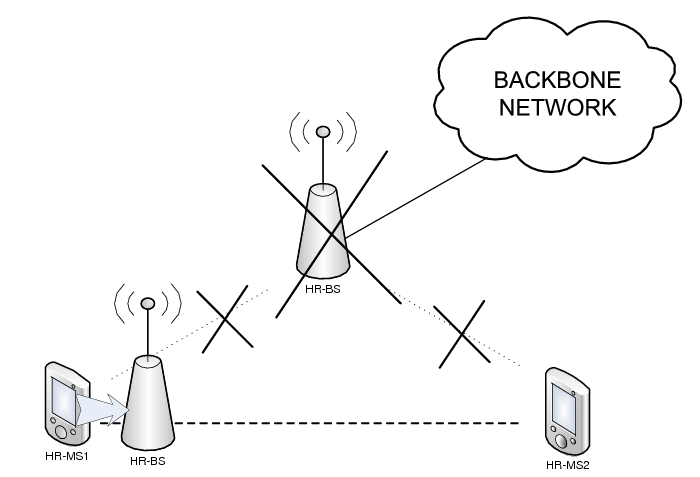 BACKBONE
NETWORK
HR-BS
HR-MS1
HR-BS
HR-MS2